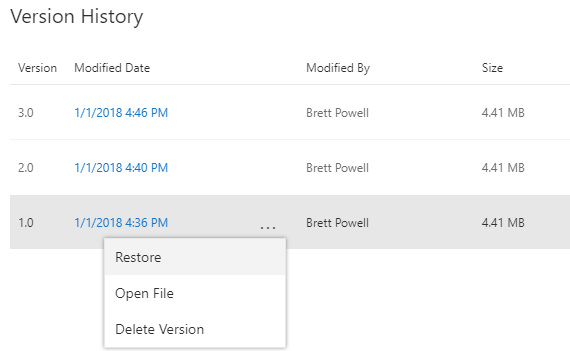 Version History
Version Modified Date Modified By Size
3.0 1/1/2018 4:46 PM Brett Powell 4.41 MB
2.0 1/1/2018 4:40 PM Brett Powell 4.41 MB
1.0 1/1/2018 4:36 PM ... Brett Powell 4.41 MB
Restore
Open File
Delete Version